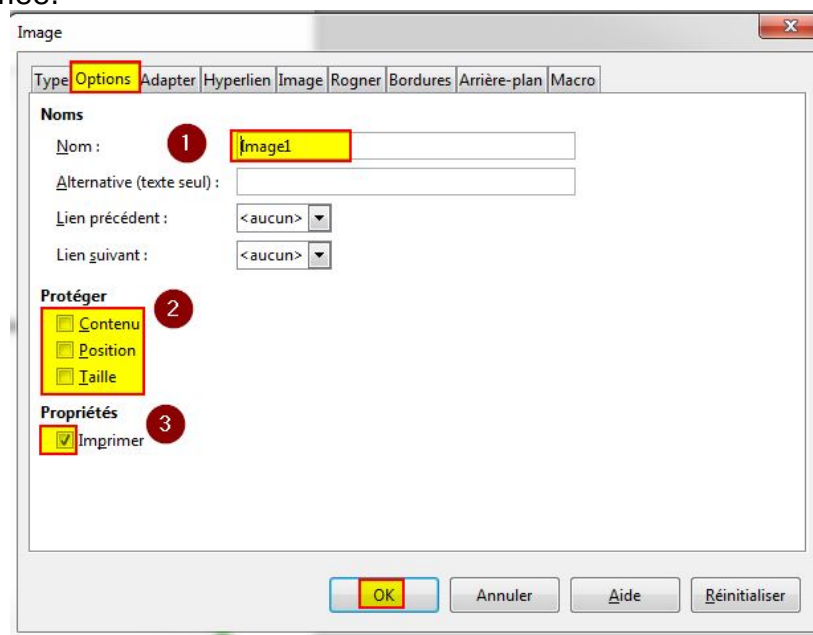 Image
Type Options Adapter Hyperlien Image Rogner Bordures Arrière-plan Macro
Noms
Nom : 1 Image1
Alternative (texte seul) :
Lien précédent : <aucun>
Lien suivant : <aucun>
Protéger 2
Contenu
Position
Taille
Propriétés
Imprimer 3
OK Annuler Aide Réinitialiser